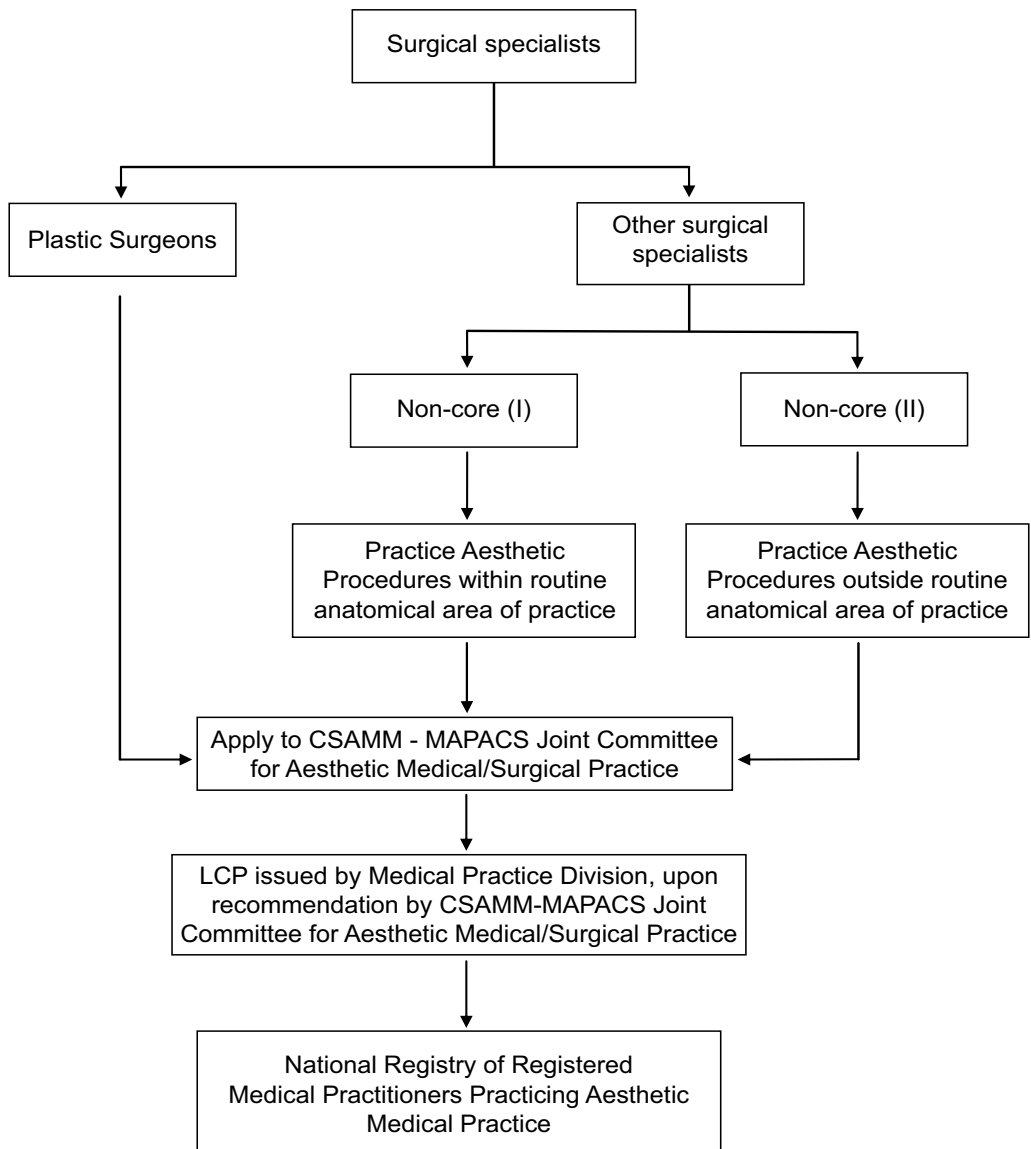 Surgical specialists
Plastic Surgeons
Other surgical
specialists
Non-core (I)
Non-core (II)
Practice Aesthetic
Procedures within routine
anatomical area of practice
Practice Aesthetic
Procedures outside routine
anatomical area of practice
Apply to CSAMM - MAPACS Joint Committee
for Aesthetic Medical/Surgical Practice
LCP issued by Medical Practice Division, upon
recommendation by CSAMM-MAPACS Joint
Committee for Aesthetic Medical/Surgical Practice
National Registry of Registered
Medical Practitioners Practicing Aesthetic
Medical Practice